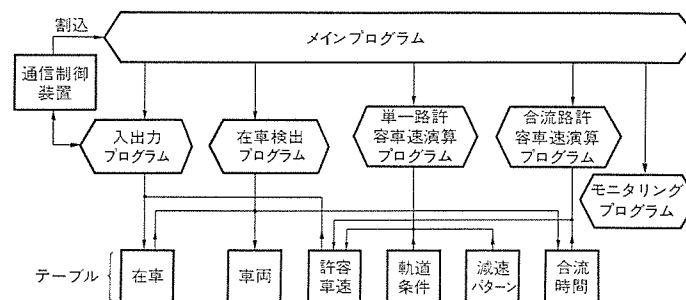 割込
メインプログラム
通信制御
装置
入出力
プログラム
在車検出
プログラム
単一路許
容車速演算
プログラム
合流路許
容車速演算
プログラム
モニタリング
プログラム
テーブル
在車
車両
許容
車速
軌道
条件
減速
パターン
合流
時間